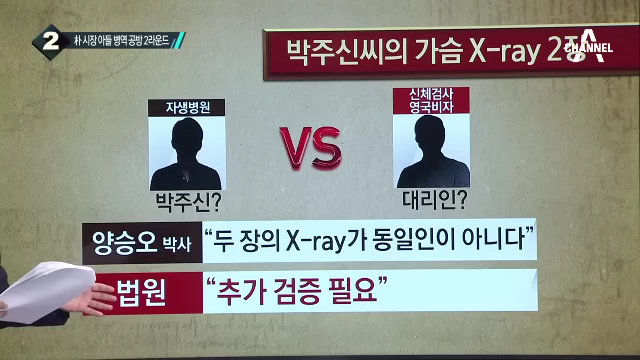 2 朴 시장 아들 병역 공방 2라운드
박주신씨의 가슴 X-ray 2장
CHANNEL A
자생병원
신체검사
영국비자
VS
박주신?
대리인?
양승오 박사 “두 장의 X-ray가 동일인이 아니다”
법원 “추가 검증 필요”